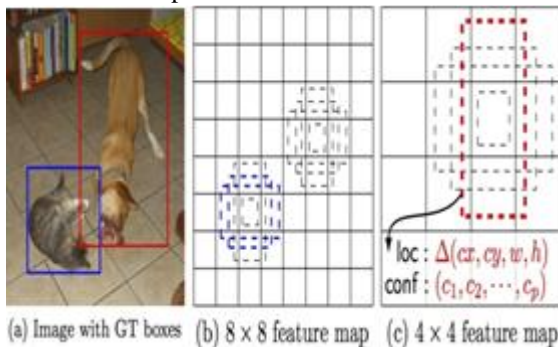 loc : Δ(cx, cy, w, h)
conf : (c₁, c₂, ⋯, cₚ)
(a) Image with GT boxes
(b) 8 × 8 feature map
(c) 4 × 4 feature map